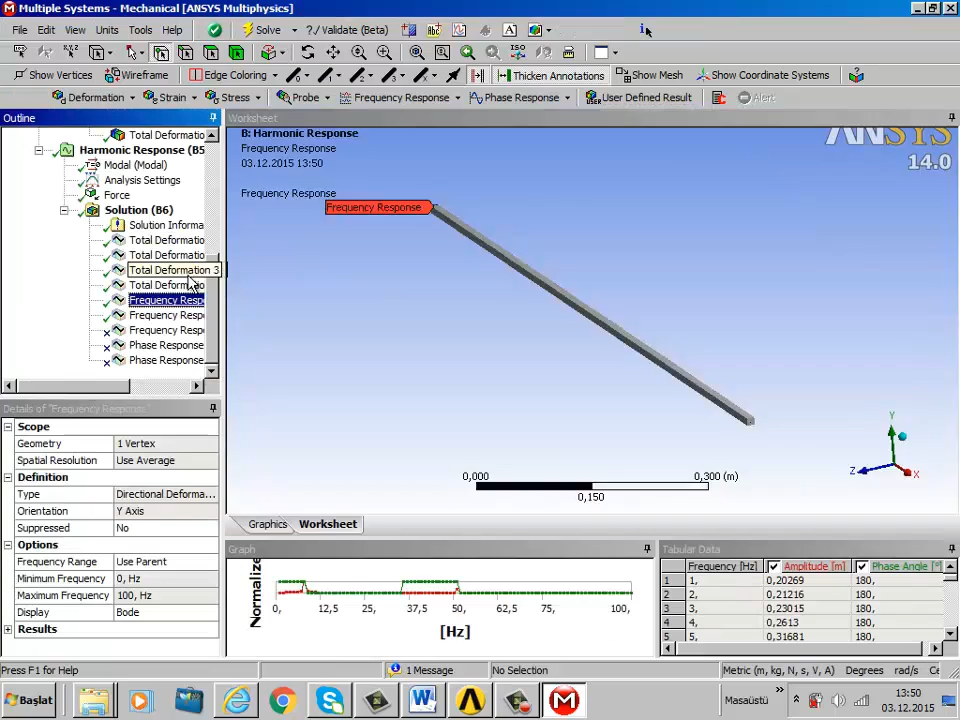 Multiple Systems - Mechanical [ANSYS Multiphysics]
File Edit View Units Tools Help Solve ?/ Validate (Beta)
Show Vertices Wireframe Edge Coloring Thicken Annotations Show Mesh Show Coordinate Systems
Deformation Strain Stress Probe Frequency Response Phase Response User Defined Result Alert
Outline
Total Deformatio
Harmonic Response (B5
Modal (Modal)
Analysis Settings
Force
Solution (B6)
Solution Informa
Total Deformatio
Total Deformatio
Total Deformation 3
Total Deformatio
Frequency Resp
Frequency Resp
Frequency Resp
Phase Response
Phase Response
Details of "Frequency Response"
Scope
Geometry 1 Vertex
Spatial Resolution Use Average
Definition
Type Directional Deforma...
Orientation Y Axis
Suppressed No
Options
Frequency Range Use Parent
Minimum Frequency 0, Hz
Maximum Frequency 100, Hz
Display Bode
Results
Worksheet
B: Harmonic Response
Frequency Response
03.12.2015 13:50
Frequency Response
Frequency Response
ANSYS
14.0
Y
Z
X
0,000 0,300 (m)
0,150
Graphics Worksheet
Graph
Normalize
0, 12,5 25, 37,5 50, 62,5 75, 100,
[Hz]
Tabular Data
Frequency [Hz] Amplitude [m] Phase Angle [°]
1 1, 0,20269 180,
2 2, 0,21216 180,
3 3, 0,23015 180,
4 4, 0,2613 180,
5 5, 0,31681 180,
Press F1 for Help 1 Message No Selection Metric (m, kg, N, s, V, A) Degrees rad/s Ce
Başlat Masaüstü
13:50
03.12.2015